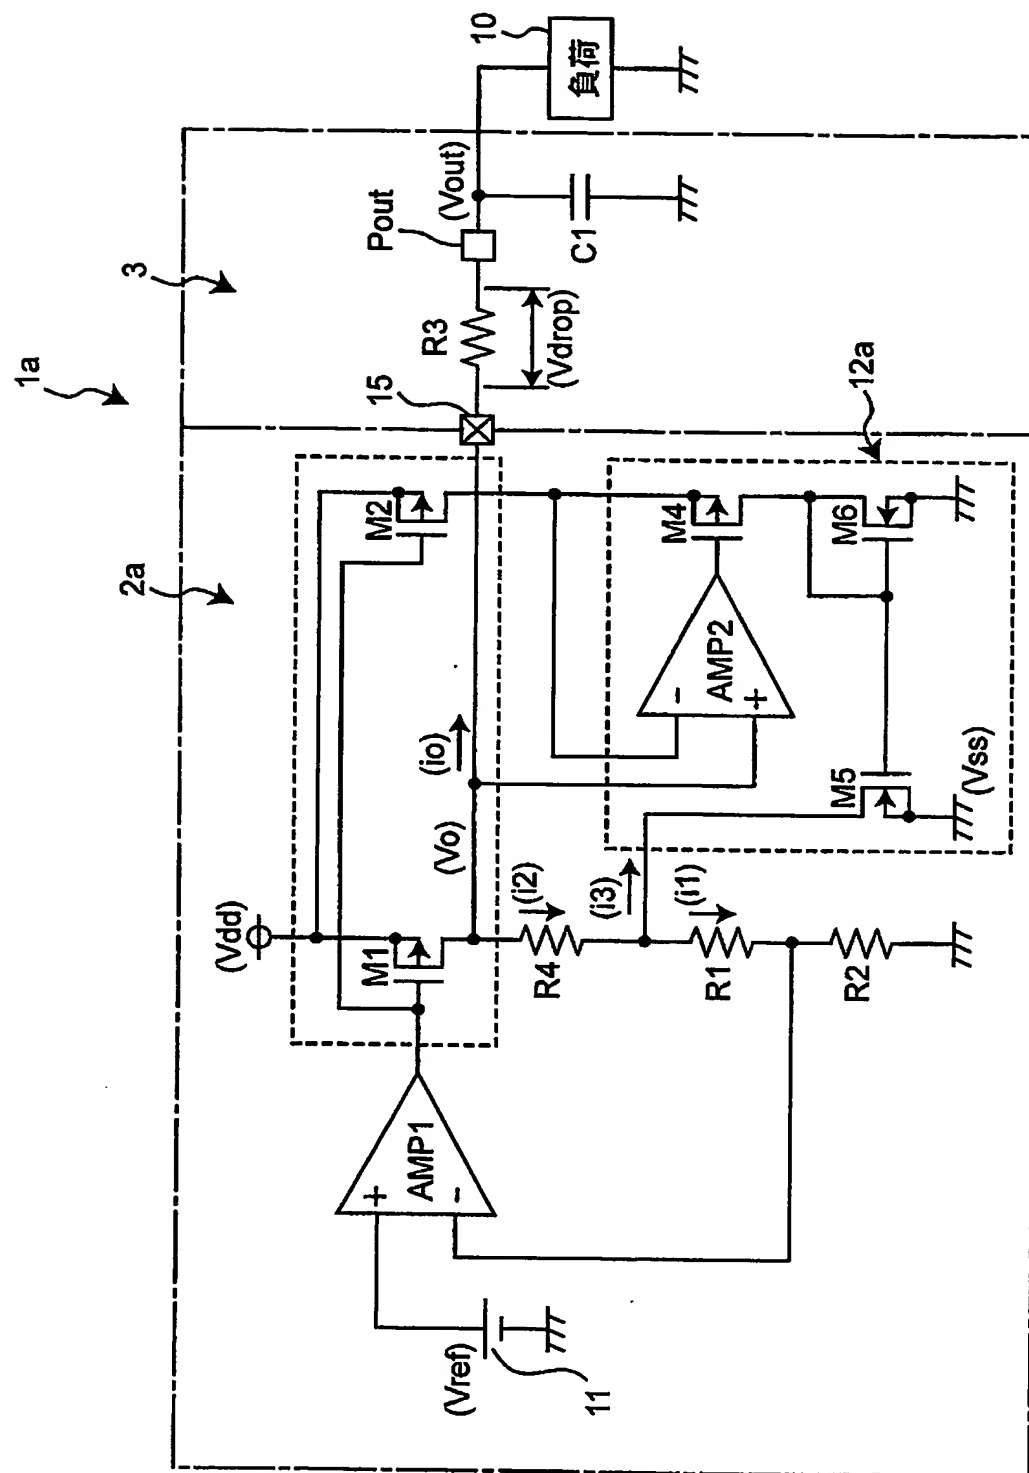 1a
2a
3
10
負荷
(Vdd)
M1
M2
(Vo)
(io)
15
R3
(Vdrop)
Pout
(Vout)
C1
AMP1
+
-
(Vref)
11
R4
(i2)
(i3)
R1
(i1)
R2
12a
AMP2
-
+
M4
M5
M6
(Vss)